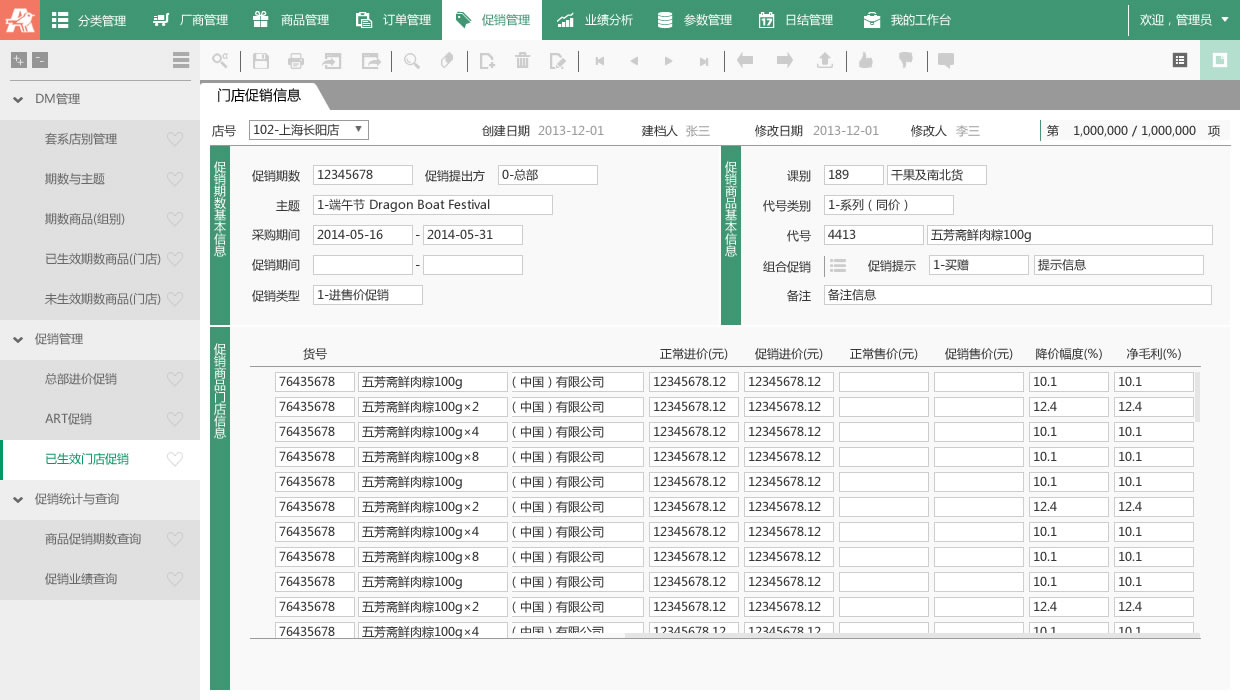 分类管理 厂商管理 商品管理 订单管理 促销管理 业绩分析 参数管理 日结管理 我的工作台 欢迎，管理员
DM管理
套系店别管理
期数与主题
期数商品(组别)
已生效期数商品(门店)
未生效期数商品(门店)
促销管理
总部进价促销
ART促销
已生效门店促销
促销统计与查询
商品促销期数查询
促销业绩查询
门店促销信息
店号 102-上海长阳店 创建日期 2013-12-01 建档人 张三 修改日期 2013-12-01 修改人 李三 第 1,000,000 / 1,000,000 项
促销期数基本信息
促销期数 12345678 促销提出方 0-总部
主题 1-端午节 Dragon Boat Festival
采购期间 2014-05-16 - 2014-05-31
促销期间 -
促销类型 1-进售价促销
促销商品基本信息
课别 189 干果及南北货
代号类别 1-系列（同价）
代号 4413 五芳斋鲜肉粽100g
组合促销 促销提示 1-买赠 提示信息
备注 备注信息
促销商品门店信息
货号 正常进价(元) 促销进价(元) 正常售价(元) 促销售价(元) 降价幅度(%) 净毛利(%)
76435678 五芳斋鲜肉粽100g （中国）有限公司 12345678.12 12345678.12 10.1 10.1
76435678 五芳斋鲜肉粽100g×2 （中国）有限公司 12345678.12 12345678.12 12.4 12.4
76435678 五芳斋鲜肉粽100g×4 （中国）有限公司 12345678.12 12345678.12 10.1 10.1
76435678 五芳斋鲜肉粽100g×8 （中国）有限公司 12345678.12 12345678.12 10.1 10.1
76435678 五芳斋鲜肉粽100g （中国）有限公司 12345678.12 12345678.12 10.1 10.1
76435678 五芳斋鲜肉粽100g×2 （中国）有限公司 12345678.12 12345678.12 12.4 12.4
76435678 五芳斋鲜肉粽100g×4 （中国）有限公司 12345678.12 12345678.12 10.1 10.1
76435678 五芳斋鲜肉粽100g×8 （中国）有限公司 12345678.12 12345678.12 10.1 10.1
76435678 五芳斋鲜肉粽100g （中国）有限公司 12345678.12 12345678.12 10.1 10.1
76435678 五芳斋鲜肉粽100g×2 （中国）有限公司 12345678.12 12345678.12 12.4 12.4
76435678 五芳斋鲜肉粽100g×4 （中国）有限公司 12345678.12 12345678.12 10.1 10.1